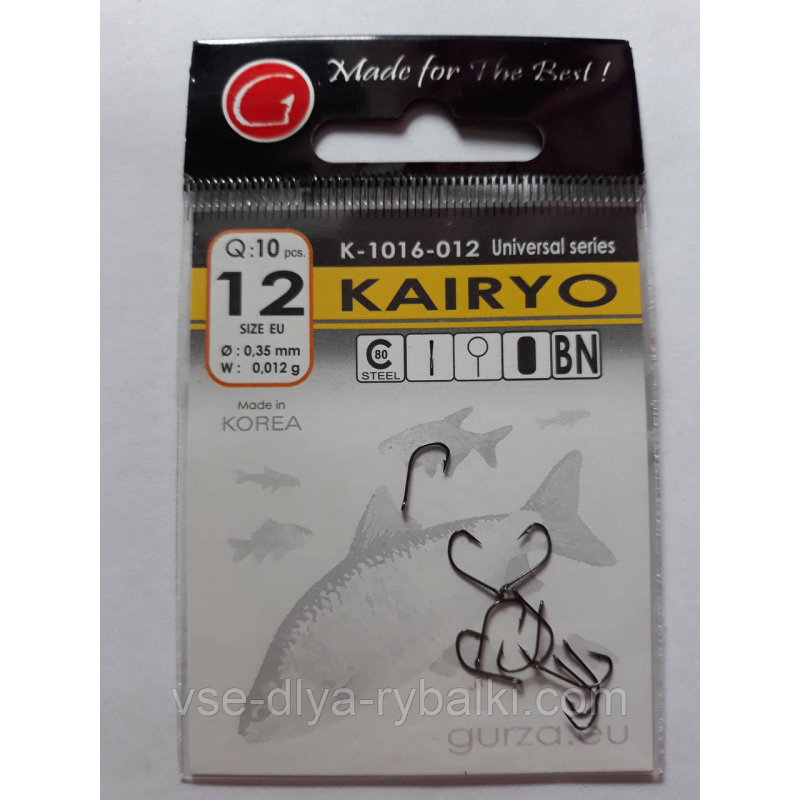 G Made for The Best !
Q:10 pcs.
12
SIZE EU
Ø : 0,35 mm
W : 0,012 g
K-1016-012 Universal series
KAIRYO
C 80 STEEL
BN
Made in
KOREA
vse-dlya-rybalki.com
gurza.eu